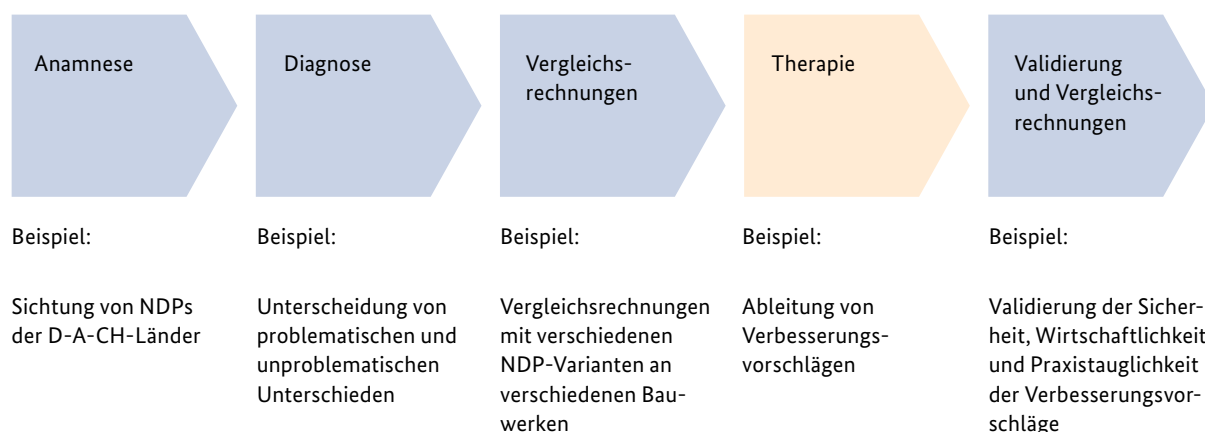 Anamnese
Diagnose
Vergleichs-
rechnungen
Therapie
Validierung
und Vergleichs-
rechnungen
Beispiel:
Sichtung von NDPs
der D-A-CH-Länder
Beispiel:
Unterscheidung von
problematischen und
unproblematischen
Unterschieden
Beispiel:
Vergleichsrechnungen
mit verschiedenen
NDP-Varianten an
verschiedenen Bau-
werken
Beispiel:
Ableitung von
Verbesserungs-
vorschlägen
Beispiel:
Validierung der Sicher-
heit, Wirtschaftlichkeit
und Praxistauglichkeit
der Verbesserungsvor-
schläge